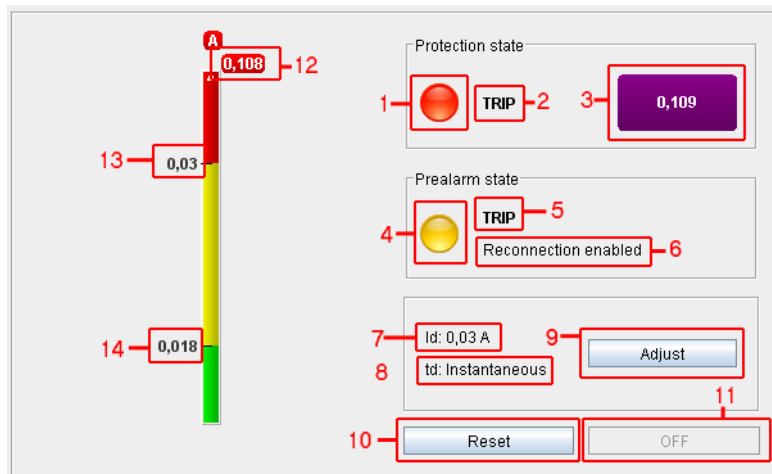 A
0,108
12
13
0,03
14
0,018
Protection state
1
TRIP
2
3
0,109
Prealarm state
4
TRIP
5
Reconnection enabled
6
7
Id: 0,03 A
8
td: Instantaneous
9
Adjust
10
Reset
11
OFF